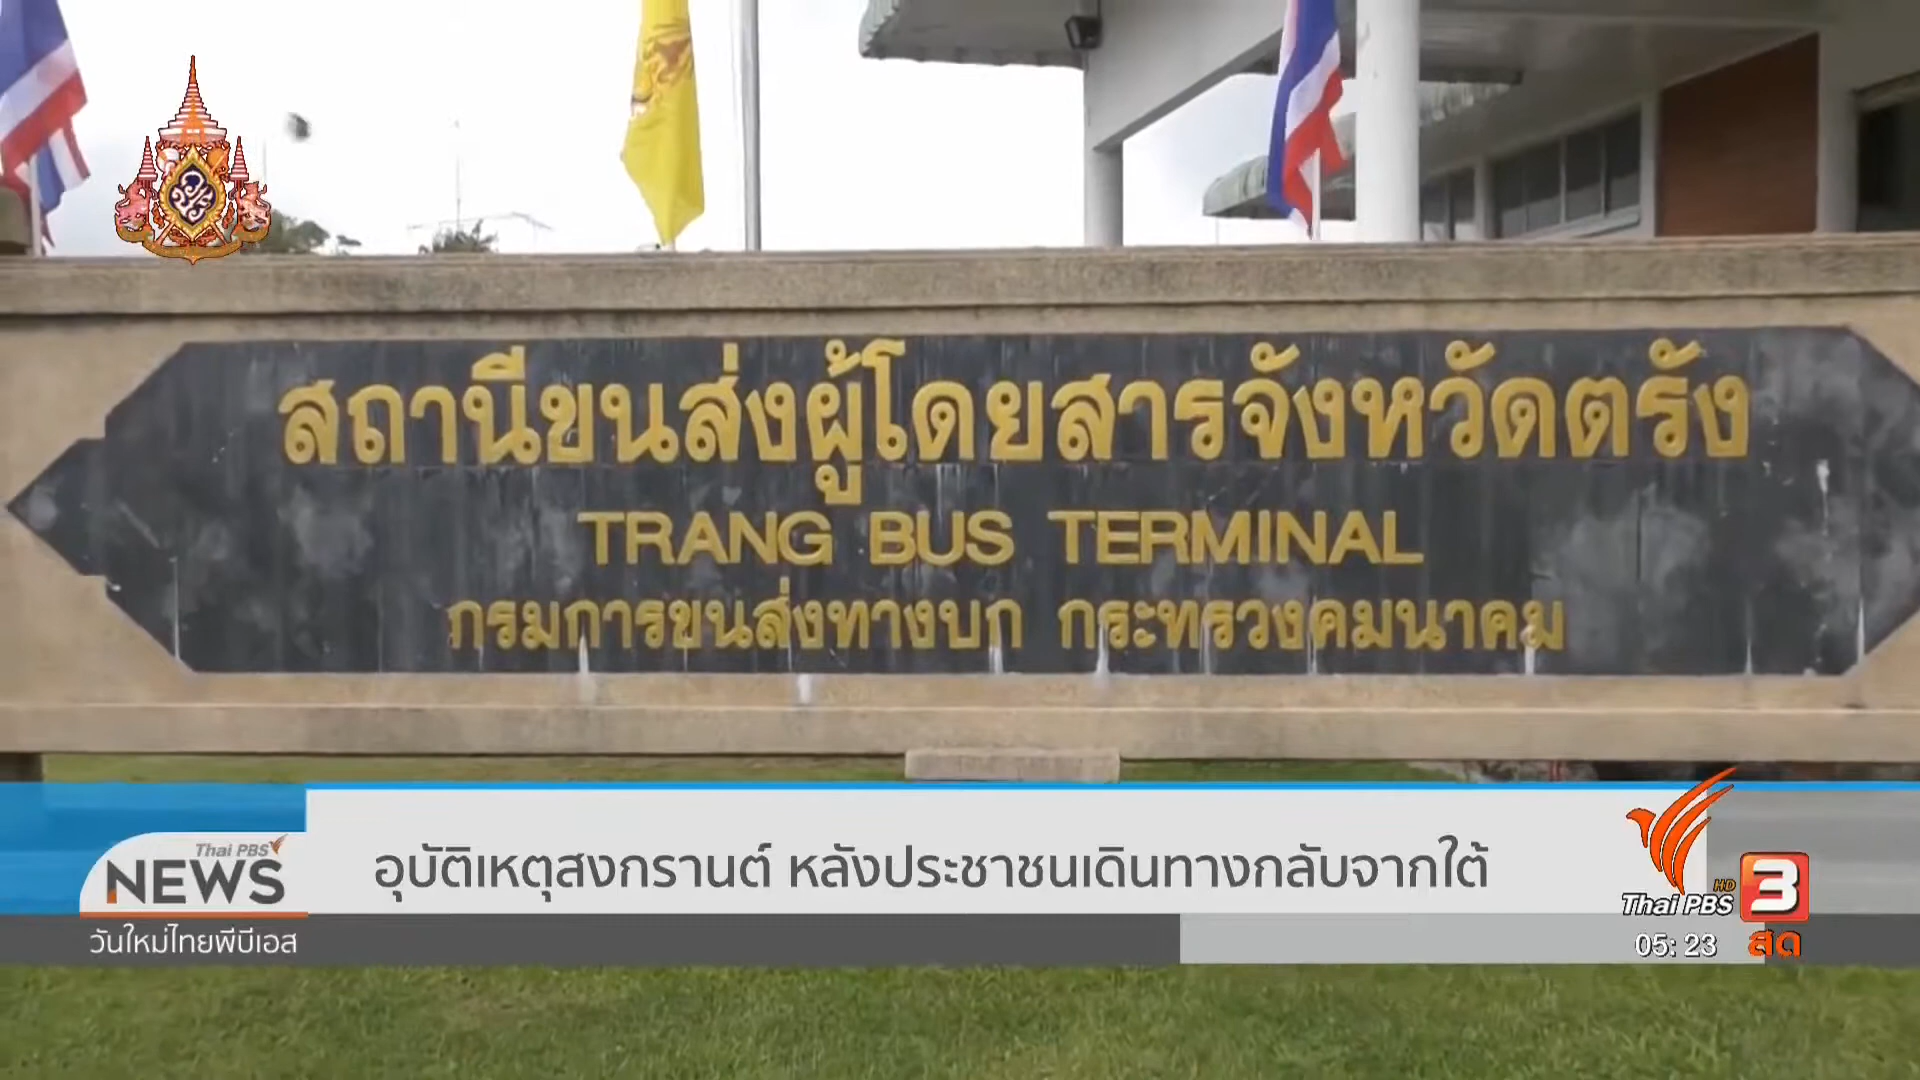 สถานีขนส่งผู้โดยสารจังหวัดตรัง
TRANG BUS TERMINAL
กรมการขนส่งทางบก กระทรวงคมนาคม
Thai PBS
NEWS
อุบัติเหตุสงกรานต์ หลังประชาชนเดินทางกลับจากใต้
วันใหม่ไทยพีบีเอส
Thai PBS HD 3
05:23 สด